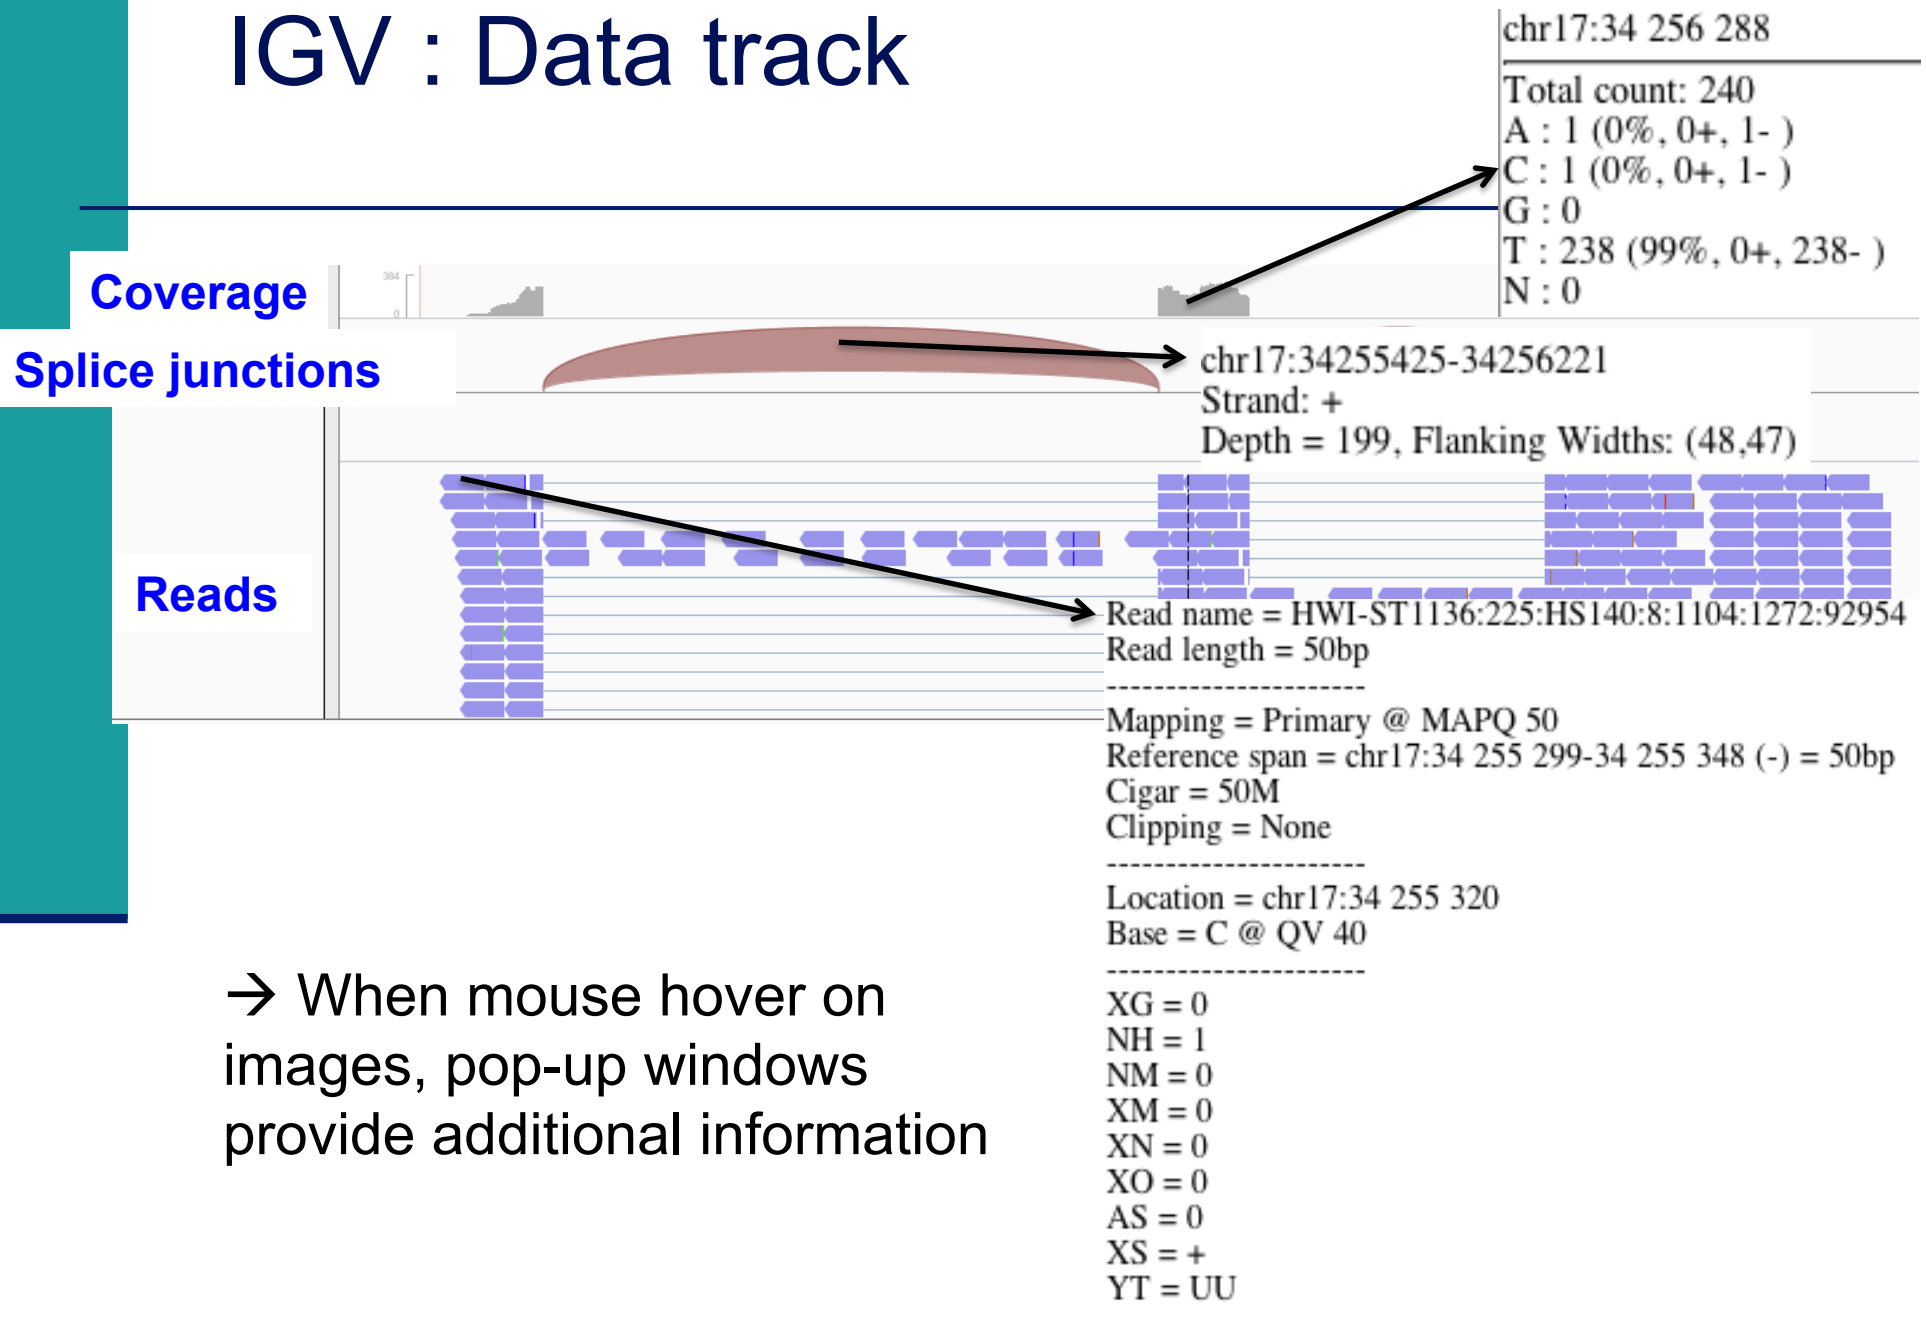 IGV : Data track
chr17:34 256 288
Total count: 240
A : 1 (0%, 0+, 1- )
C : 1 (0%, 0+, 1- )
G : 0
T : 238 (99%, 0+, 238- )
N : 0
Coverage
384
0
Splice junctions
chr17:34255425-34256221
Strand: +
Depth = 199, Flanking Widths: (48,47)
Reads
Read name = HWI-ST1136:225:HS140:8:1104:1272:92954
Read length = 50bp
----------------------
Mapping = Primary @ MAPQ 50
Reference span = chr17:34 255 299-34 255 348 (-) = 50bp
Cigar = 50M
Clipping = None
----------------------
Location = chr17:34 255 320
Base = C @ QV 40
----------------------
XG = 0
NH = 1
NM = 0
XM = 0
XN = 0
XO = 0
AS = 0
XS = +
YT = UU
→ When mouse hover on
images, pop-up windows
provide additional information